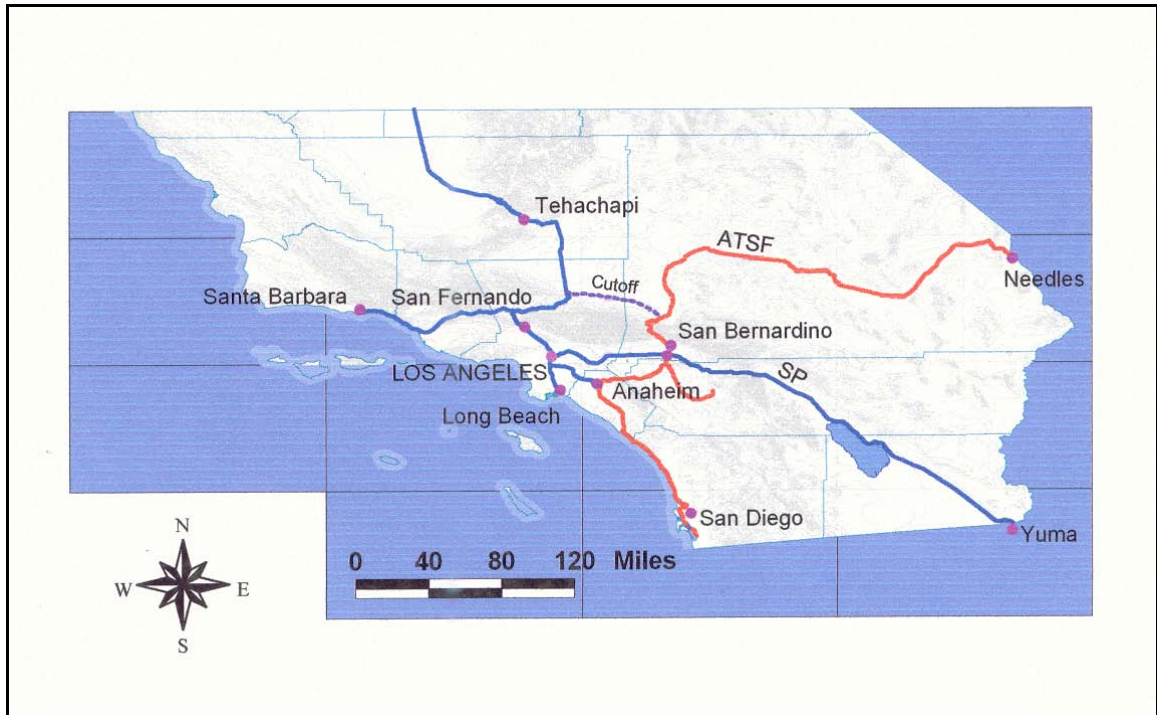 Tehachapi
ATSF
Needles
Cutoff
Santa Barbara
San Fernando
San Bernardino
SP
LOS ANGELES
Anaheim
Long Beach
San Diego
Yuma
N
W E
S
0 40 80 120 Miles